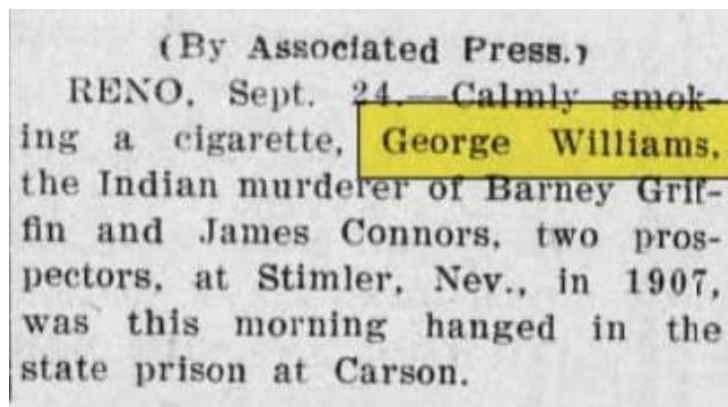 (By Associated Press.)
RENO, Sept. 24.—Calmly smok-
ing a cigarette, George Williams,
the Indian murderer of Barney Grif-
fin and James Connors, two pros-
pectors, at Stimler, Nev., in 1907,
was this morning hanged in the
state prison at Carson.